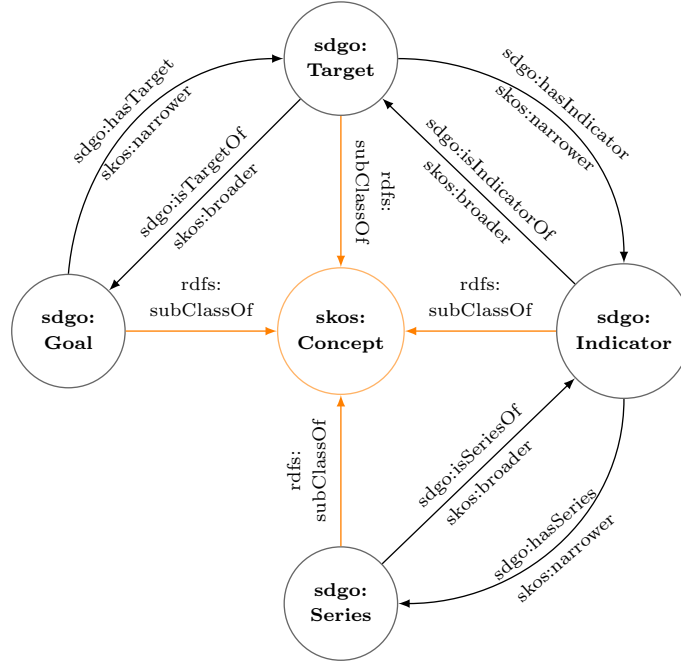 sdgo:
Target
sdgo:hasTarget
skos:narrower
sdgo:isTargetOf
skos:broader
rdfs:
subClassOf
sdgo:isIndicatorOf
skos:broader
sdgo:hasIndicator
skos:narrower
sdgo:
Goal
rdfs:
subClassOf
skos:
Concept
rdfs:
subClassOf
sdgo:
Indicator
rdfs:
subClassOf
sdgo:isSeriesOf
skos:broader
sdgo:hasSeries
skos:narrower
sdgo:
Series